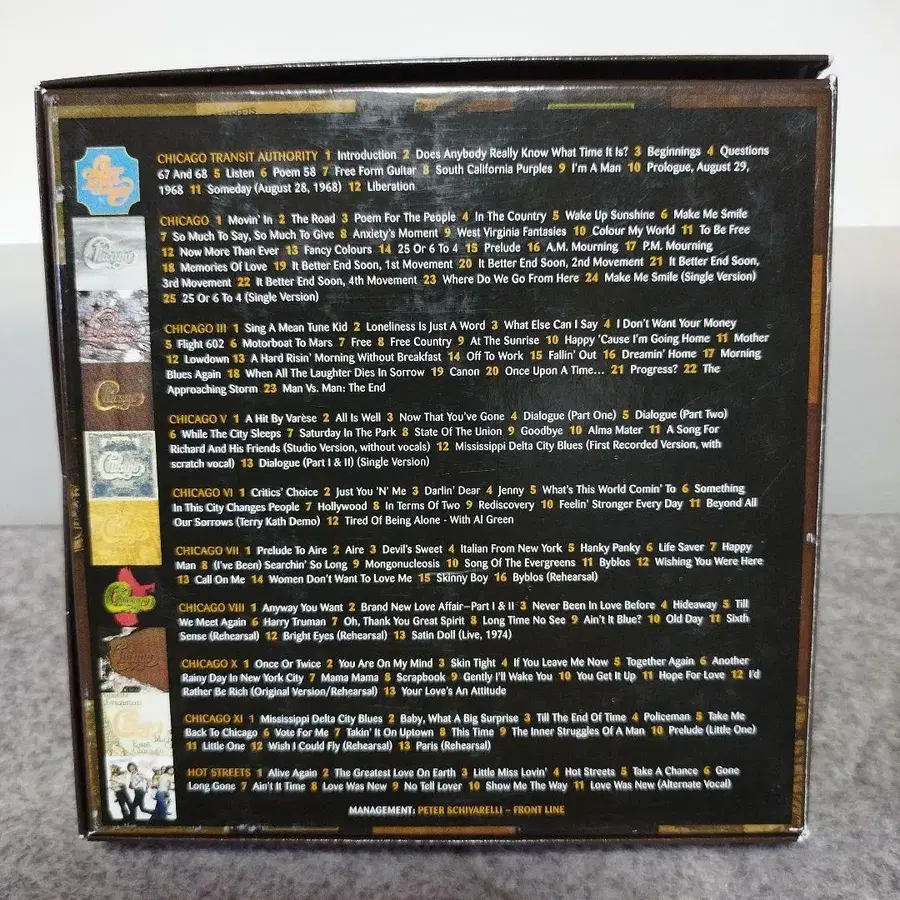 CHICAGO TRANSIT AUTHORITY 1 Introduction 2 Does Anybody Really Know What Time It Is? 3 Beginnings 4 Questions
67 And 68 5 Listen 6 Poem 58 7 Free Form Guitar 8 South California Purples 9 I'm A Man 10 Prologue, August 29,
1968 11 Someday (August 28, 1968) 12 Liberation
CHICAGO 1 Movin' In 2 The Road 3 Poem For The People 4 In The Country 5 Wake Up Sunshine 6 Make Me Smile
7 So Much To Say, So Much To Give 8 Anxiety's Moment 9 West Virginia Fantasies 10 Colour My World 11 To Be Free
12 Now More Than Ever 13 Fancy Colours 14 25 Or 6 To 4 15 Prelude 16 A.M. Mourning 17 P.M. Mourning
18 Memories Of Love 19 It Better End Soon, 1st Movement 20 It Better End Soon, 2nd Movement 21 It Better End Soon,
3rd Movement 22 It Better End Soon, 4th Movement 23 Where Do We Go From Here 24 Make Me Smile (Single Version)
25 25 Or 6 To 4 (Single Version)
CHICAGO III 1 Sing A Mean Tune Kid 2 Loneliness Is Just A Word 3 What Else Can I Say 4 I Don't Want Your Money
5 Flight 602 6 Motorboat To Mars 7 Free 8 Free Country 9 At The Sunrise 10 Happy 'Cause I'm Going Home 11 Mother
12 Lowdown 13 A Hard Risin' Morning Without Breakfast 14 Off To Work 15 Fallin' Out 16 Dreamin' Home 17 Morning
Blues Again 18 When All The Laughter Dies In Sorrow 19 Canon 20 Once Upon A Time... 21 Progress? 22 The
Approaching Storm 23 Man Vs. Man: The End
CHICAGO V 1 A Hit By Varèse 2 All Is Well 3 Now That You've Gone 4 Dialogue (Part One) 5 Dialogue (Part Two)
6 While The City Sleeps 7 Saturday In The Park 8 State Of The Union 9 Goodbye 10 Alma Mater 11 A Song For
Richard And His Friends (Studio Version, without vocals) 12 Mississippi Delta City Blues (First Recorded Version, with
scratch vocal) 13 Dialogue (Part I & II) (Single Version)
CHICAGO VI 1 Critics' Choice 2 Just You 'N' Me 3 Darlin' Dear 4 Jenny 5 What's This World Comin' To 6 Something
In This City Changes People 7 Hollywood 8 In Terms Of Two 9 Rediscovery 10 Feelin' Stronger Every Day 11 Beyond All
Our Sorrows (Terry Kath Demo) 12 Tired Of Being Alone - With Al Green
CHICAGO VII 1 Prelude To Aire 2 Aire 3 Devil's Sweet 4 Italian From New York 5 Hanky Panky 6 Life Saver 7 Happy
Man 8 (I've Been) Searchin' So Long 9 Mongonucleosis 10 Song Of The Evergreens 11 Byblos 12 Wishing You Were Here
13 Call On Me 14 Women Don't Want To Love Me 15 Skinny Boy 16 Byblos (Rehearsal)
CHICAGO VIII 1 Anyway You Want 2 Brand New Love Affair–Part I & II 3 Never Been In Love Before 4 Hideaway 5 Till
We Meet Again 6 Harry Truman 7 Oh, Thank You Great Spirit 8 Long Time No See 9 Ain't It Blue? 10 Old Day 11 Sixth
Sense (Rehearsal) 12 Bright Eyes (Rehearsal) 13 Satin Doll (Live, 1974)
CHICAGO X 1 Once Or Twice 2 You Are On My Mind 3 Skin Tight 4 If You Leave Me Now 5 Together Again 6 Another
Rainy Day In New York City 7 Mama Mama 8 Scrapbook 9 Gently I'll Wake You 10 You Get It Up 11 Hope For Love 12 I'd
Rather Be Rich (Original Version/Rehearsal) 13 Your Love's An Attitude
CHICAGO XI 1 Mississippi Delta City Blues 2 Baby, What A Big Surprise 3 Till The End Of Time 4 Policeman 5 Take Me
Back To Chicago 6 Vote For Me 7 Takin' It On Uptown 8 This Time 9 The Inner Struggles Of A Man 10 Prelude (Little One)
11 Little One 12 Wish I Could Fly (Rehearsal) 13 Paris (Rehearsal)
HOT STREETS 1 Alive Again 2 The Greatest Love On Earth 3 Little Miss Lovin' 4 Hot Streets 5 Take A Chance 6 Gone
Long Gone 7 Ain't It Time 8 Love Was New 9 No Tell Lover 10 Show Me The Way 11 Love Was New (Alternate Vocal)
MANAGEMENT: PETER SCHIVARELLI – FRONT LINE
Chicago
Chicago
Chicago
Chicago